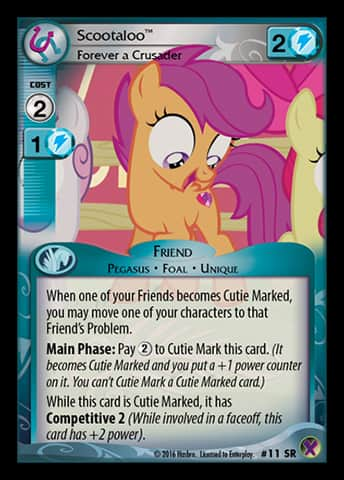 Scootaloo™
Forever a Crusader
2
COST
2
1
FRIEND
PEGASUS • FOAL • UNIQUE
When one of your Friends becomes Cutie Marked,
you may move one of your characters to that
Friend's Problem.
Main Phase: Pay 2 to Cutie Mark this card. (It
becomes Cutie Marked and you put a +1 power counter
on it. You can't Cutie Mark a Cutie Marked card.)
While this card is Cutie Marked, it has
Competitive 2 (While involved in a faceoff, this
card has +2 power).
© 2016 Hasbro. Licensed to Enterplay. #11 SR